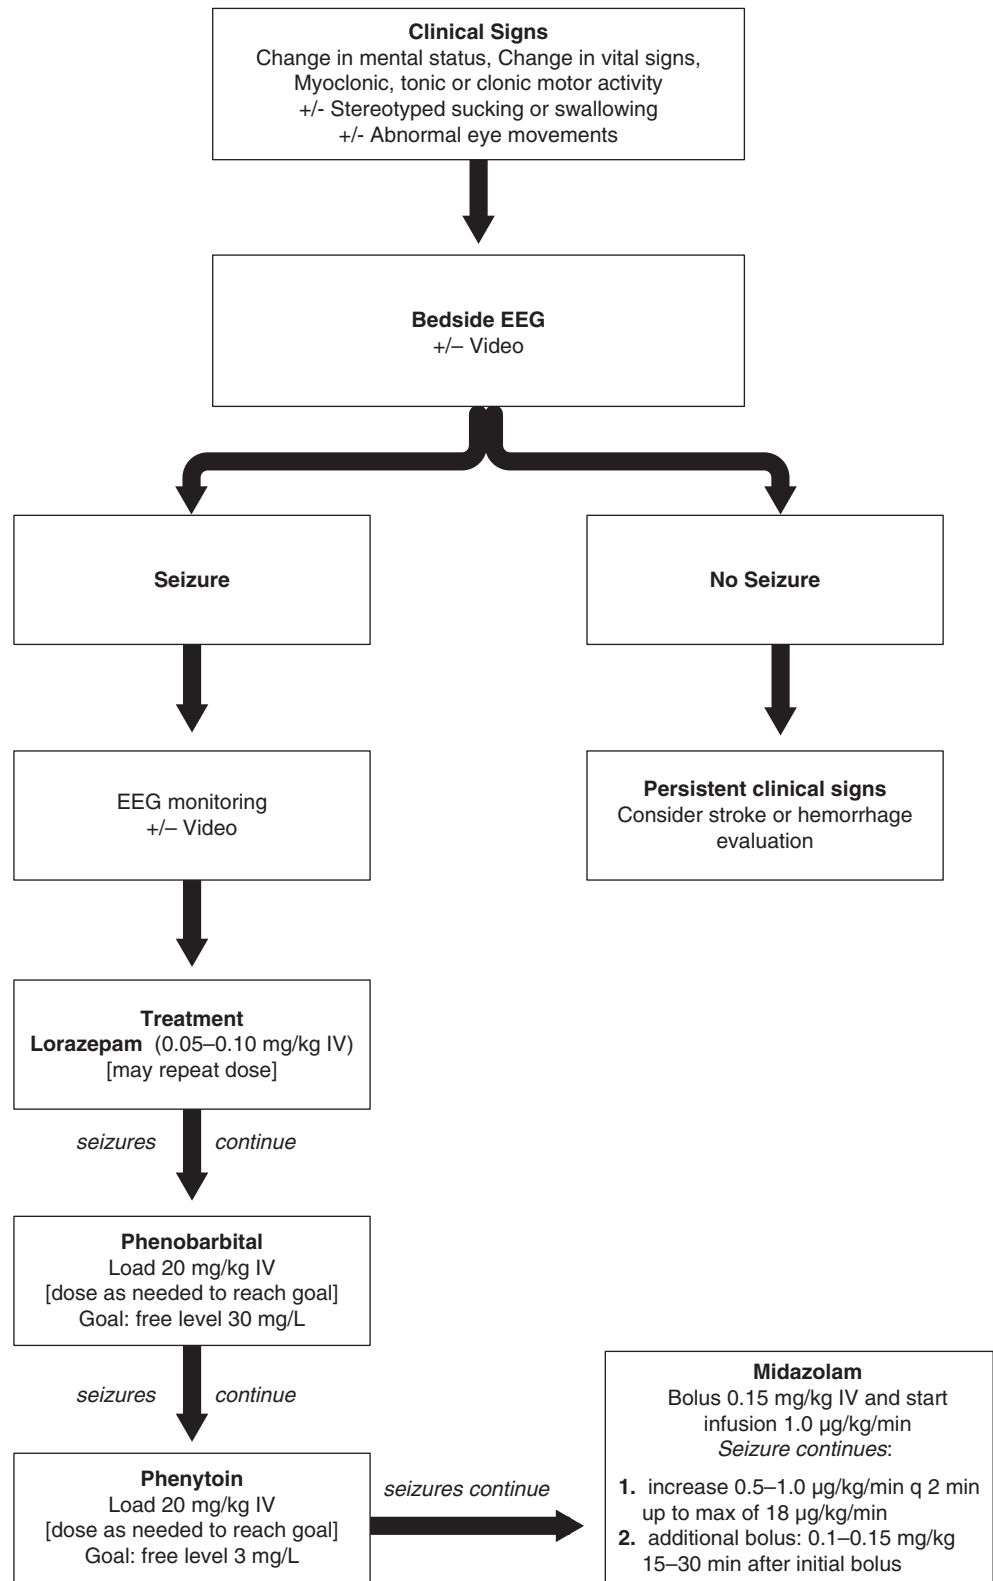 Clinical Signs
Change in mental status, Change in vital signs,
Myoclonic, tonic or clonic motor activity
+/- Stereotyped sucking or swallowing
+/- Abnormal eye movements
Bedside EEG
+/– Video
Seizure
No Seizure
EEG monitoring
+/– Video
Persistent clinical signs
Consider stroke or hemorrhage
evaluation
Treatment
Lorazepam (0.05–0.10 mg/kg IV)
[may repeat dose]
seizures continue
Phenobarbital
Load 20 mg/kg IV
[dose as needed to reach goal]
Goal: free level 30 mg/L
seizures continue
Phenytoin
Load 20 mg/kg IV
[dose as needed to reach goal]
Goal: free level 3 mg/L
seizures continue
Midazolam
Bolus 0.15 mg/kg IV and start
infusion 1.0 µg/kg/min
Seizure continues:
1. increase 0.5–1.0 µg/kg/min q 2 min
up to max of 18 µg/kg/min
2. additional bolus: 0.1–0.15 mg/kg
15–30 min after initial bolus